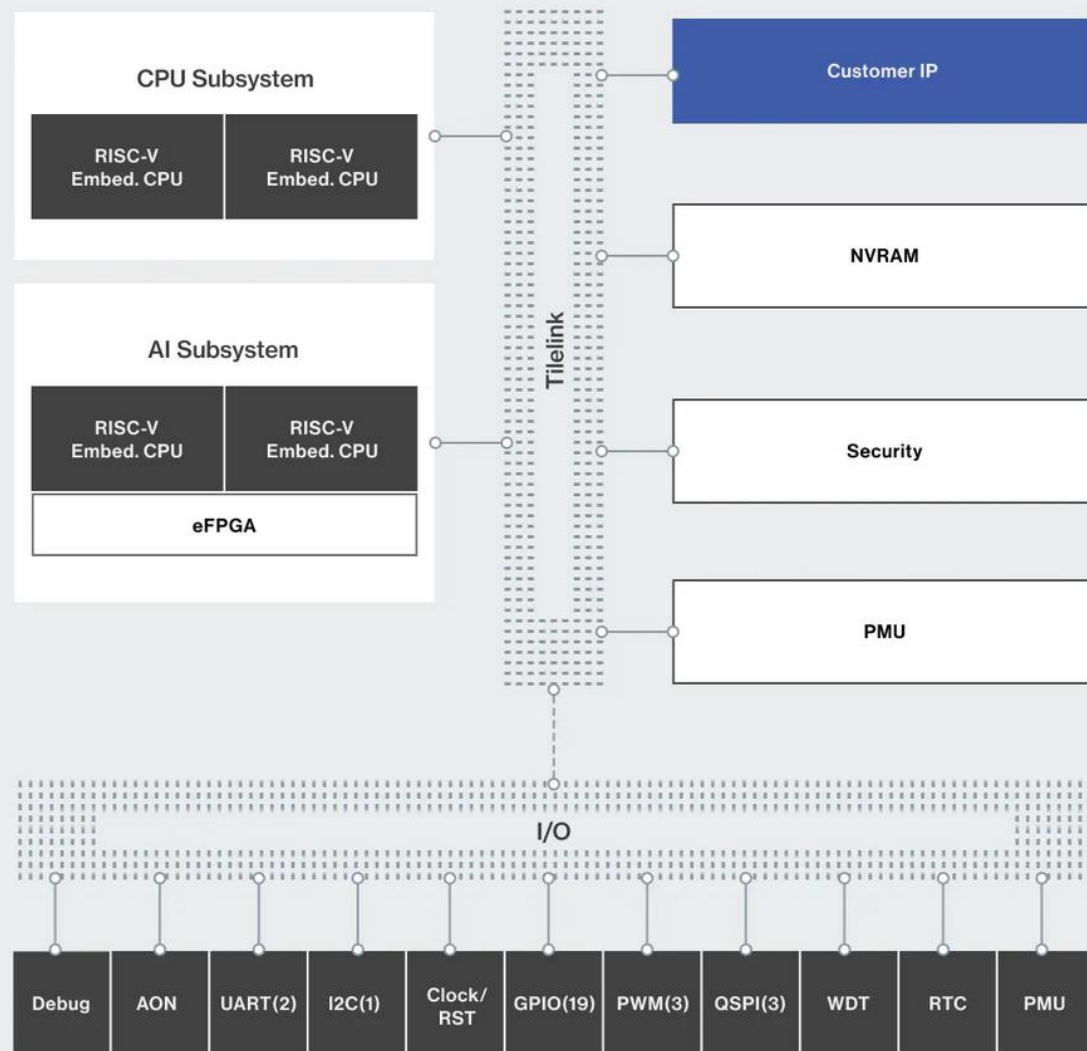 CPU Subsystem
RISC-V
Embed. CPU
RISC-V
Embed. CPU
AI Subsystem
RISC-V
Embed. CPU
RISC-V
Embed. CPU
eFPGA
Tilelink
Customer IP
NVRAM
Security
PMU
I/O
Debug
AON
UART(2)
I2C(1)
Clock/
RST
GPIO(19)
PWM(3)
QSPI(3)
WDT
RTC
PMU